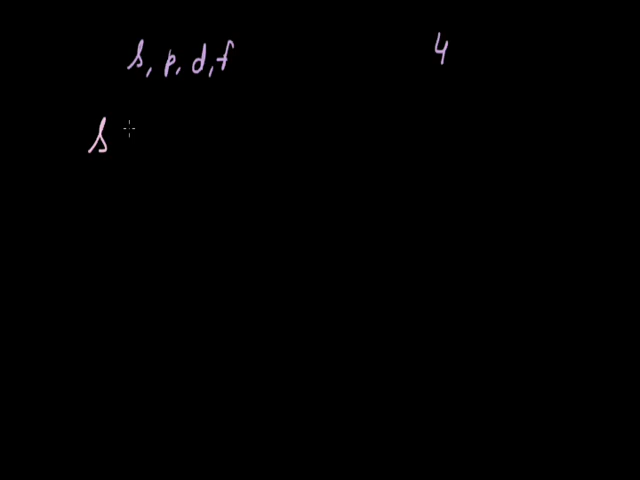 s, p, d, f 4
s